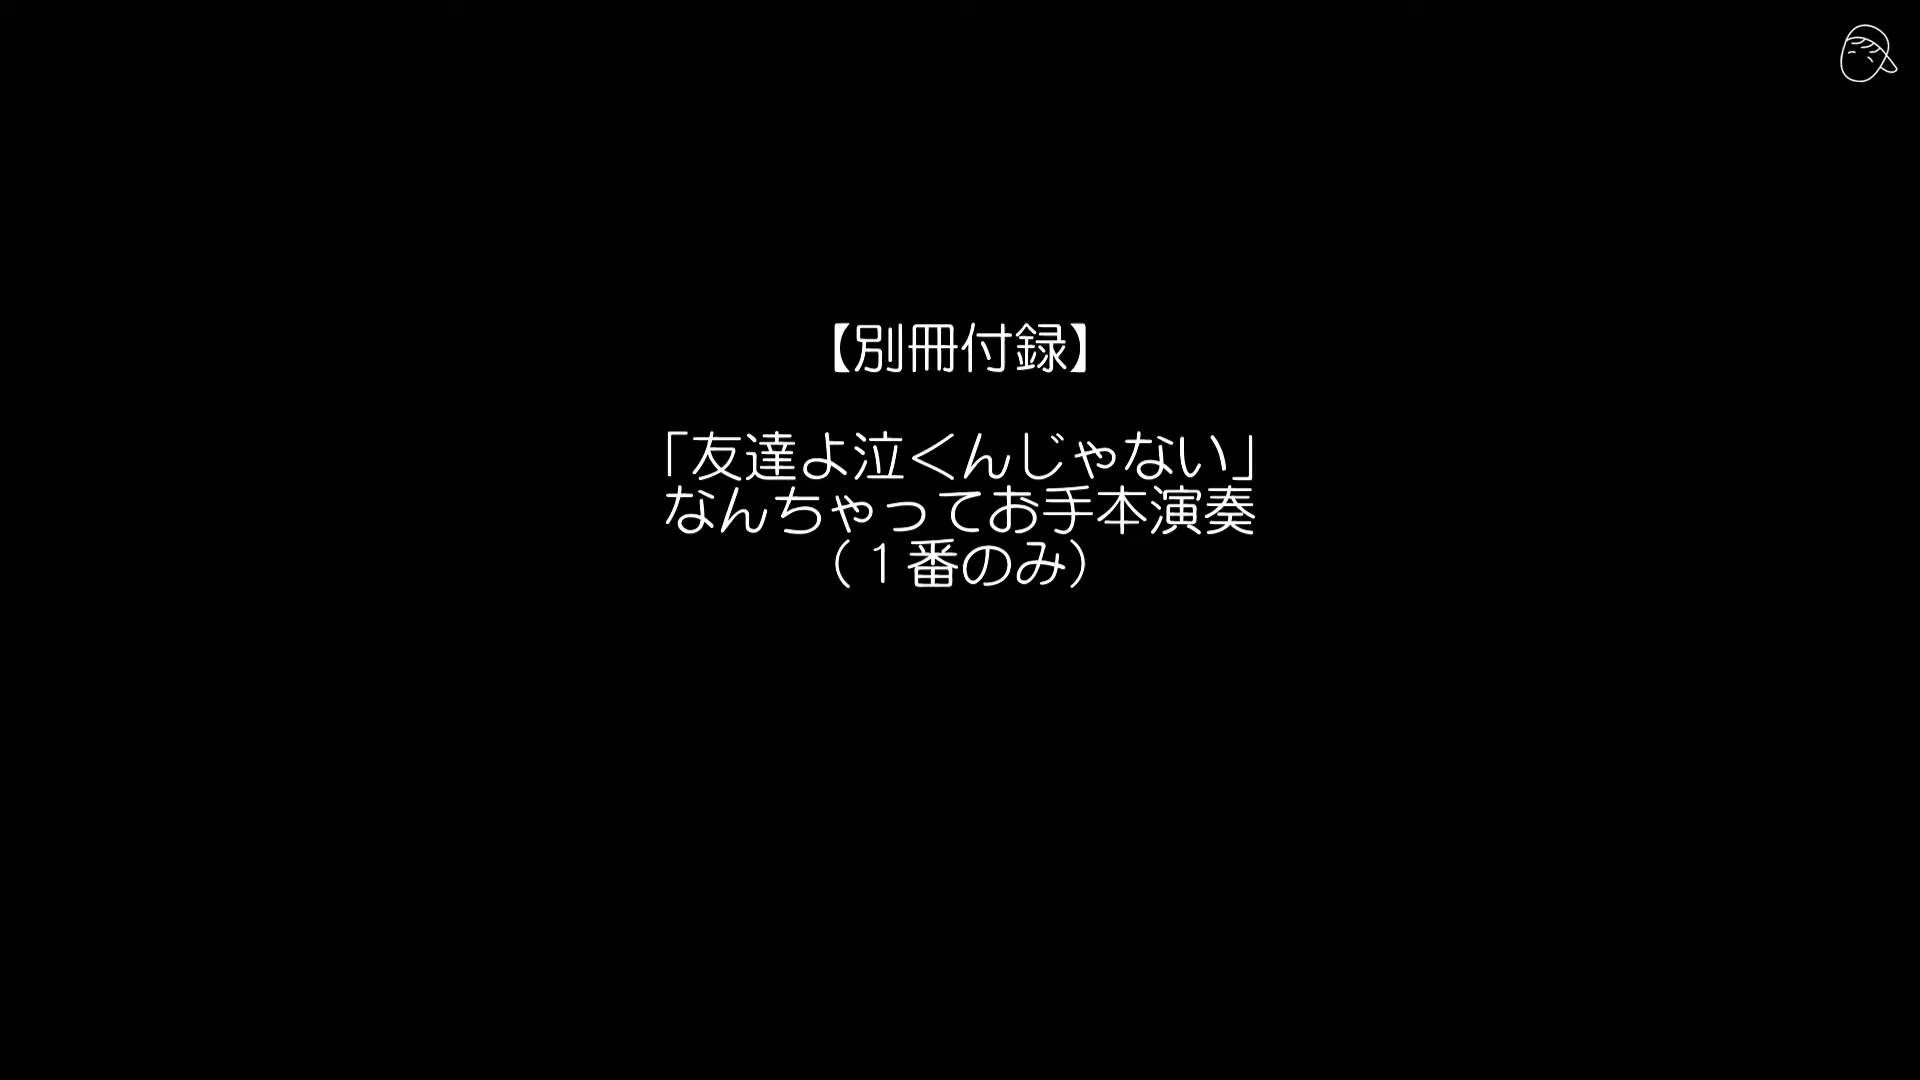 【別冊付録】
「友達よ泣くんじゃない」
なんちゃってお手本演奏
（１番のみ）